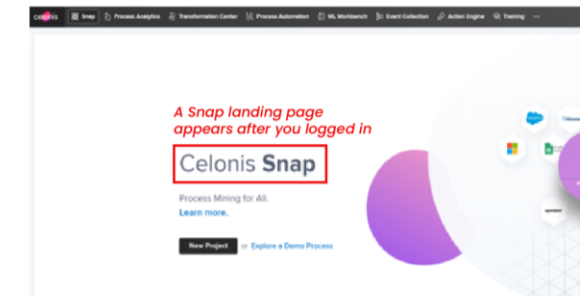 celonis Snap Process Analytics Transformation Center Process Automation ML Workbench Event Collection Action Engine Training ...
A Snap landing page
appears after you logged in
Celonis Snap
Process Mining for All.
Learn more.
New Project or Explore a Demo Process